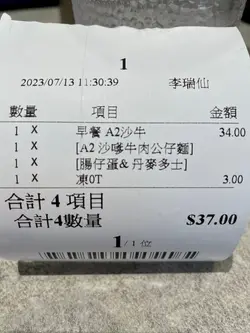 1
2023/07/13 11:30:39 李瑞仙
數量 項目 金額
1 X 早餐 A2沙牛 34.00
1 X [A2 沙嗲牛肉公仔麵]
1 X [腸仔蛋& 丹麥多士]
1 X 凍0T 3.00
合計 4 項目
合計4數量 $37.00
1/1 位